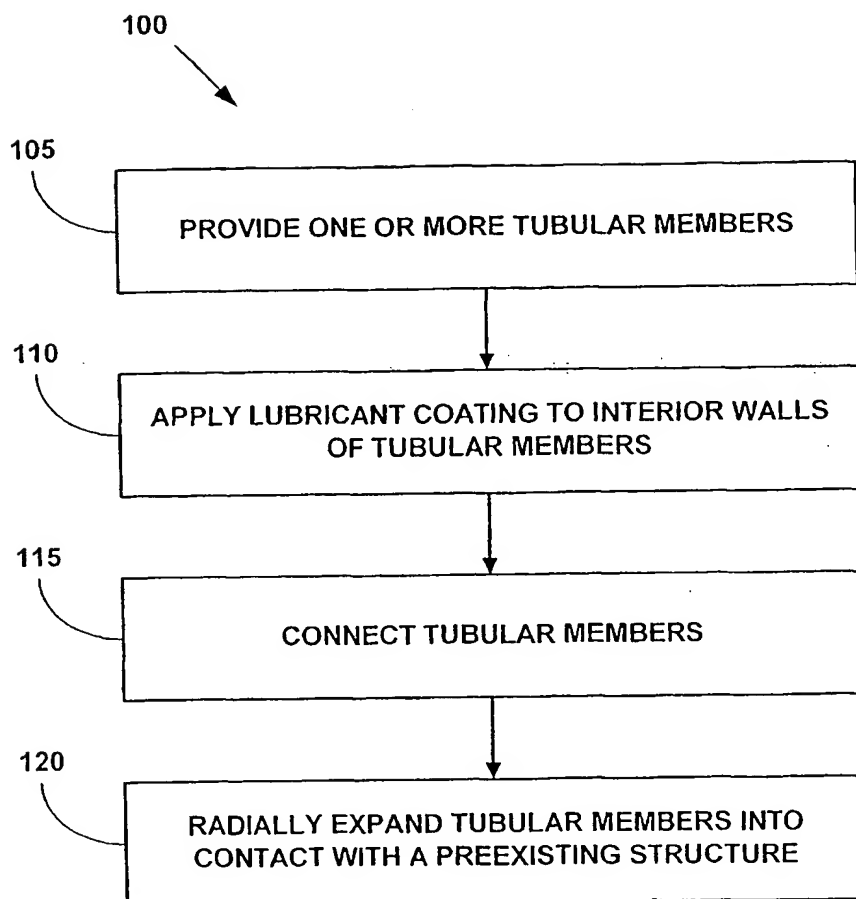 100
105
PROVIDE ONE OR MORE TUBULAR MEMBERS
110
APPLY LUBRICANT COATING TO INTERIOR WALLS
OF TUBULAR MEMBERS
115
CONNECT TUBULAR MEMBERS
120
RADIALLY EXPAND TUBULAR MEMBERS INTO
CONTACT WITH A PREEXISTING STRUCTURE